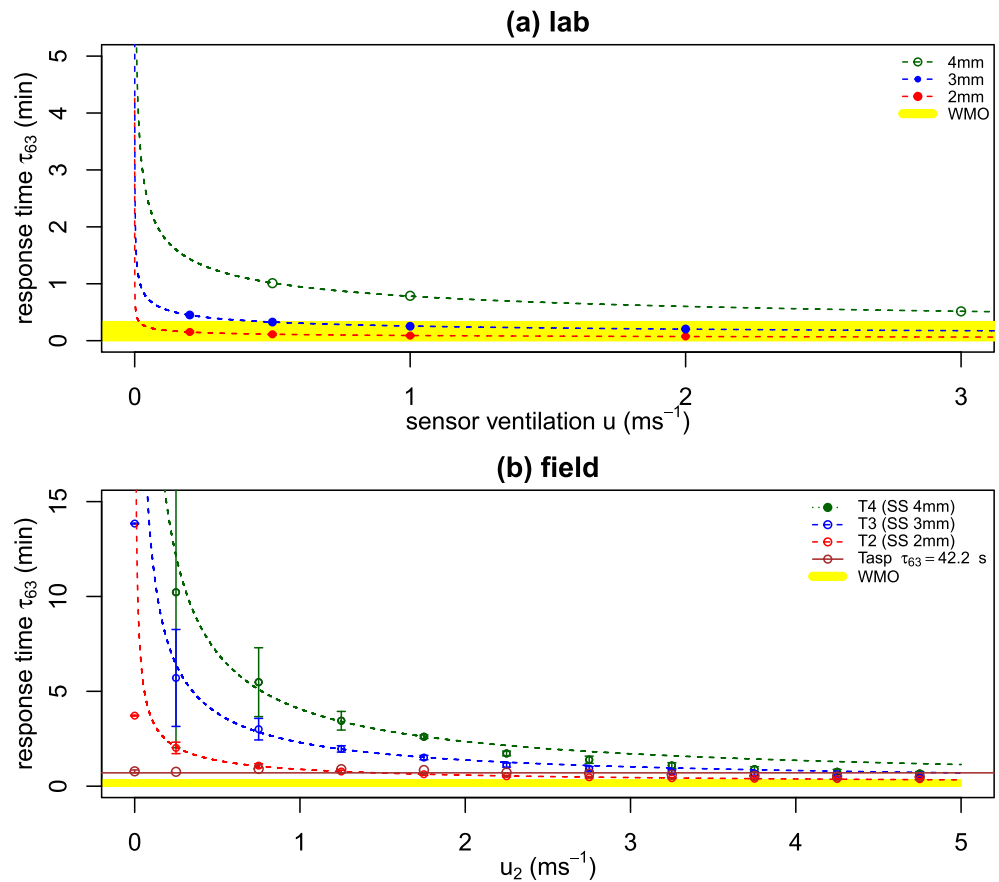 (a) lab
response time τ63 (min)
5
4
3
2
1
0
4mm
3mm
2mm
WMO
0 1 2 3
sensor ventilation u (ms⁻¹)
(b) field
response time τ63 (min)
15
10
5
0
T4 (SS 4mm)
T3 (SS 3mm)
T2 (SS 2mm)
Tasp τ63 = 42.2 s
WMO
0 1 2 3 4 5
u2 (ms⁻¹)